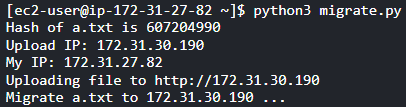 [ec2-user@ip-172-31-27-82 ~]$ python3 migrate.py
Hash of a.txt is 607204990
Upload IP: 172.31.30.190
My IP: 172.31.27.82
Uploading file to http://172.31.30.190
Migrate a.txt to 172.31.30.190 ...